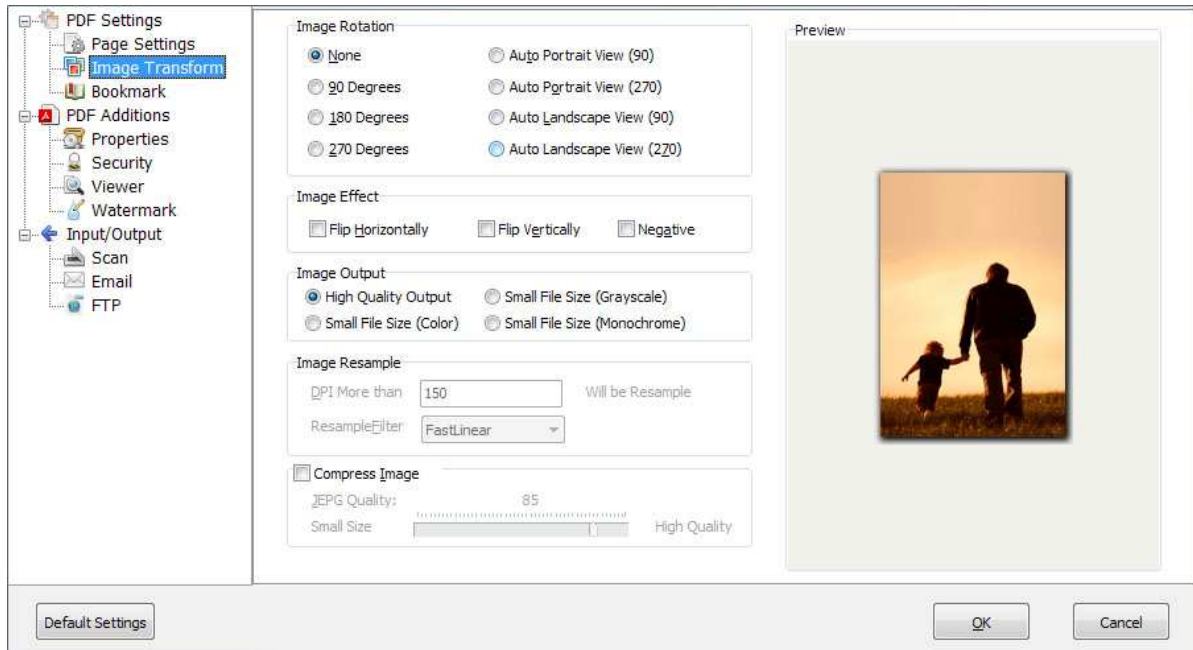 PDF Settings
Page Settings
Image Transform
Bookmark
PDF Additions
Properties
Security
Viewer
Watermark
Input/Output
Scan
Email
FTP
Image Rotation
None
Auto Portrait View (90)
90 Degrees
Auto Portrait View (270)
180 Degrees
Auto Landscape View (90)
270 Degrees
Auto Landscape View (270)
Image Effect
Flip Horizontally
Flip Vertically
Negative
Image Output
High Quality Output
Small File Size (Grayscale)
Small File Size (Color)
Small File Size (Monochrome)
Image Resample
DPI More than
150
Will be Resample
ResampleFilter
FastLinear
Compress Image
JEPG Quality:
85
Small Size
High Quality
Preview
Default Settings
OK
Cancel